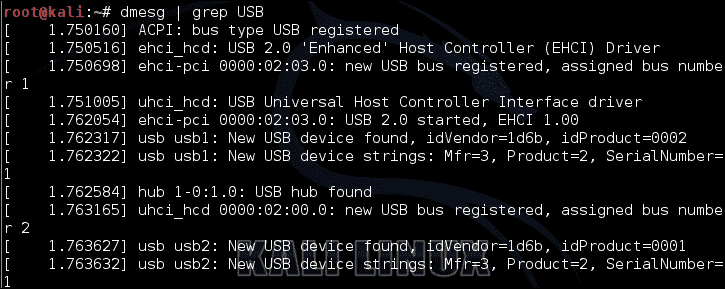 root@kali:~# dmesg | grep USB
[    1.750160] ACPI: bus type USB registered
[    1.750516] ehci_hcd: USB 2.0 'Enhanced' Host Controller (EHCI) Driver
[    1.750698] ehci-pci 0000:02:03.0: new USB bus registered, assigned bus numbe
r 1
[    1.751005] uhci_hcd: USB Universal Host Controller Interface driver
[    1.762054] ehci-pci 0000:02:03.0: USB 2.0 started, EHCI 1.00
[    1.762317] usb usb1: New USB device found, idVendor=1d6b, idProduct=0002
[    1.762322] usb usb1: New USB device strings: Mfr=3, Product=2, SerialNumber=
1
[    1.762584] hub 1-0:1.0: USB hub found
[    1.763165] uhci_hcd 0000:02:00.0: new USB bus registered, assigned bus numbe
r 2
[    1.763627] usb usb2: New USB device found, idVendor=1d6b, idProduct=0001
[    1.763632] usb usb2: New USB device strings: Mfr=3, Product=2, SerialNumber=
1
KALI LINUX